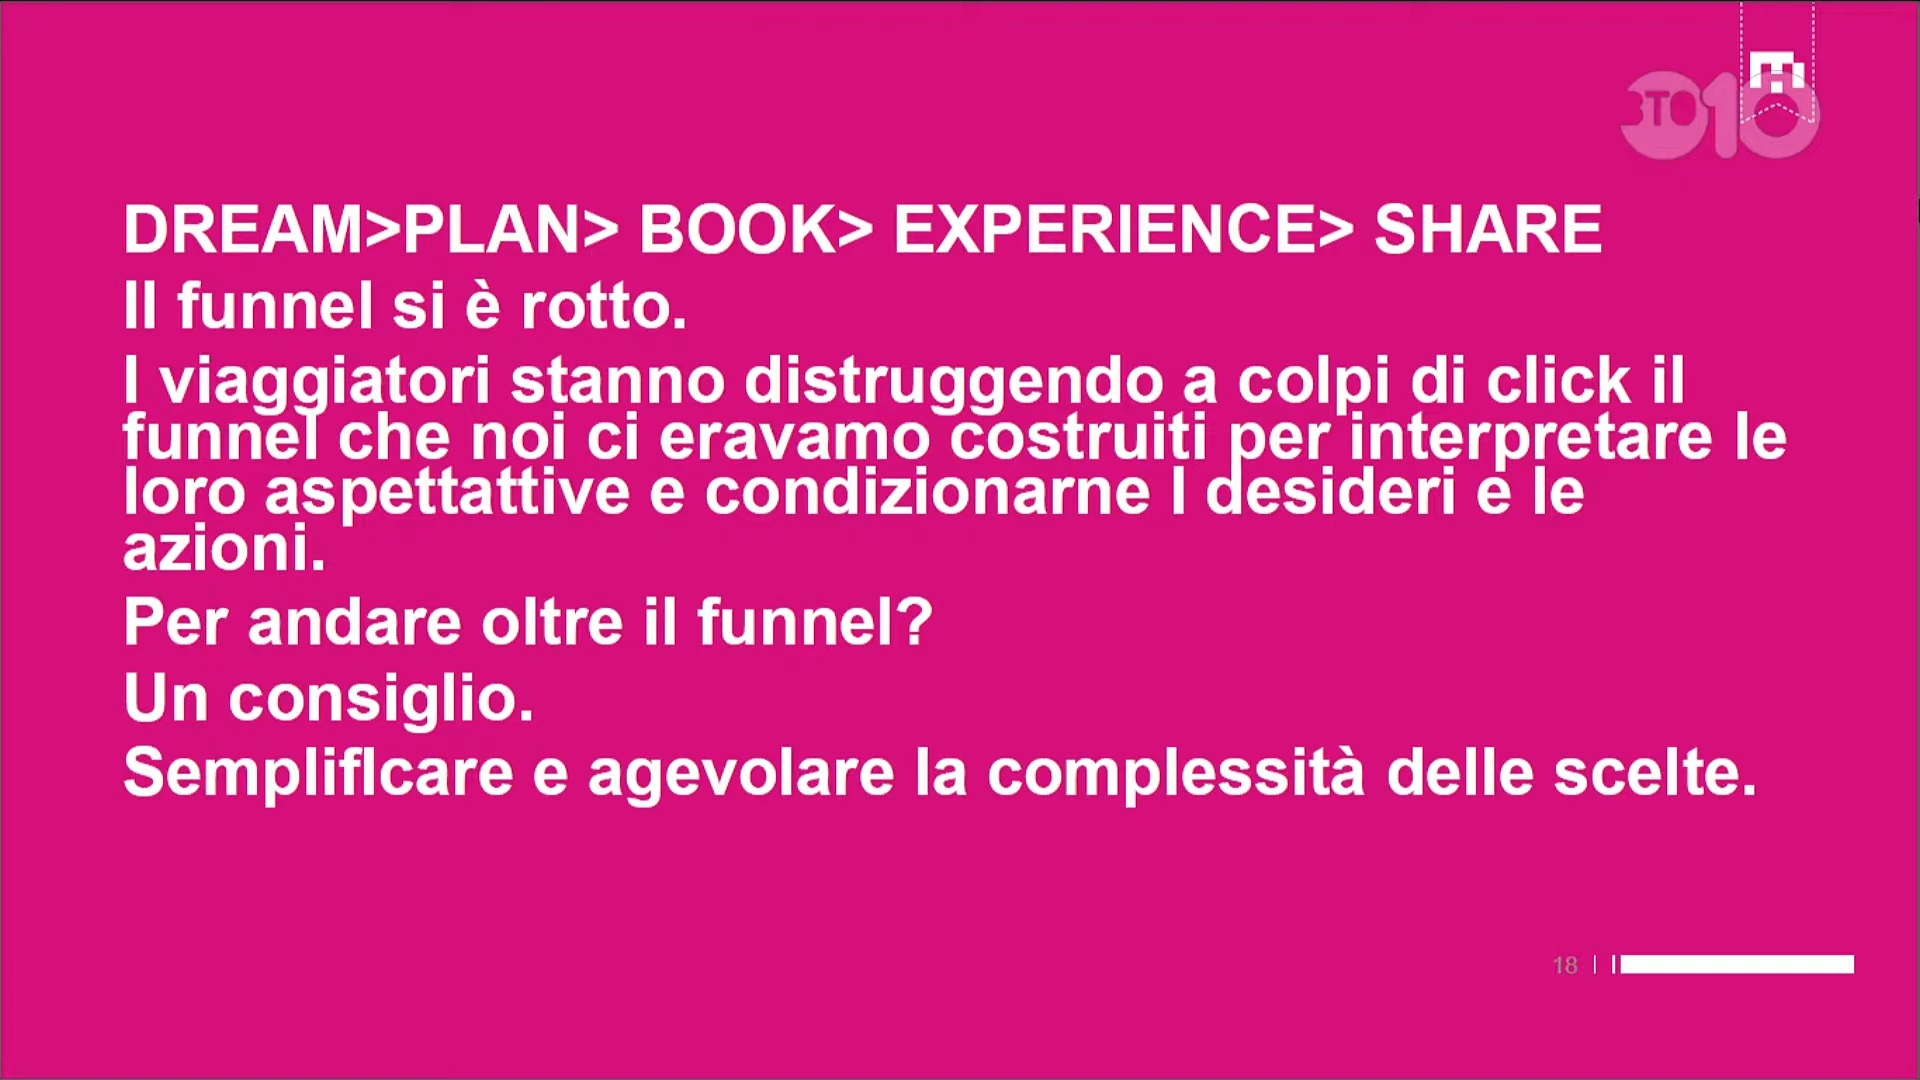 BTO10
DREAM>PLAN> BOOK> EXPERIENCE> SHARE
Il funnel si è rotto.
I viaggiatori stanno distruggendo a colpi di click il
funnel che noi ci eravamo costruiti per interpretare le
loro aspettattive e condizionarne I desideri e le
azioni.
Per andare oltre il funnel?
Un consiglio.
SemplifIcare e agevolare la complessità delle scelte.
18